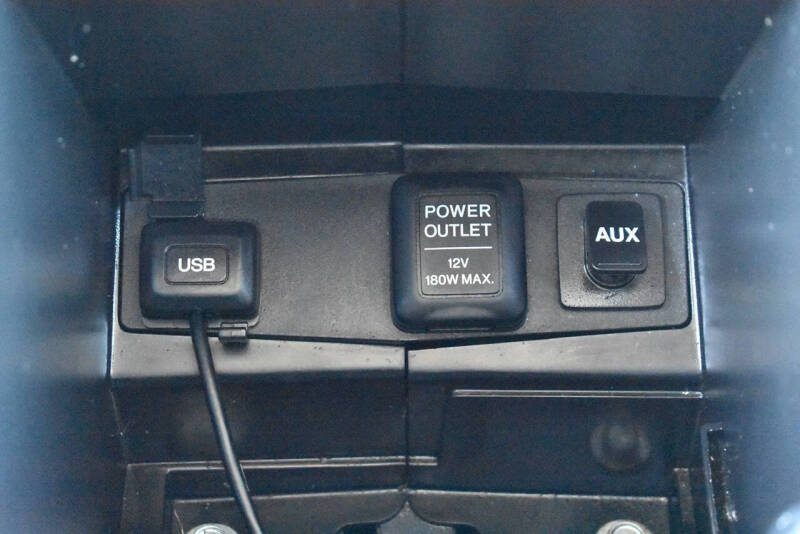 USB
POWER
OUTLET
12V
180W MAX.
AUX